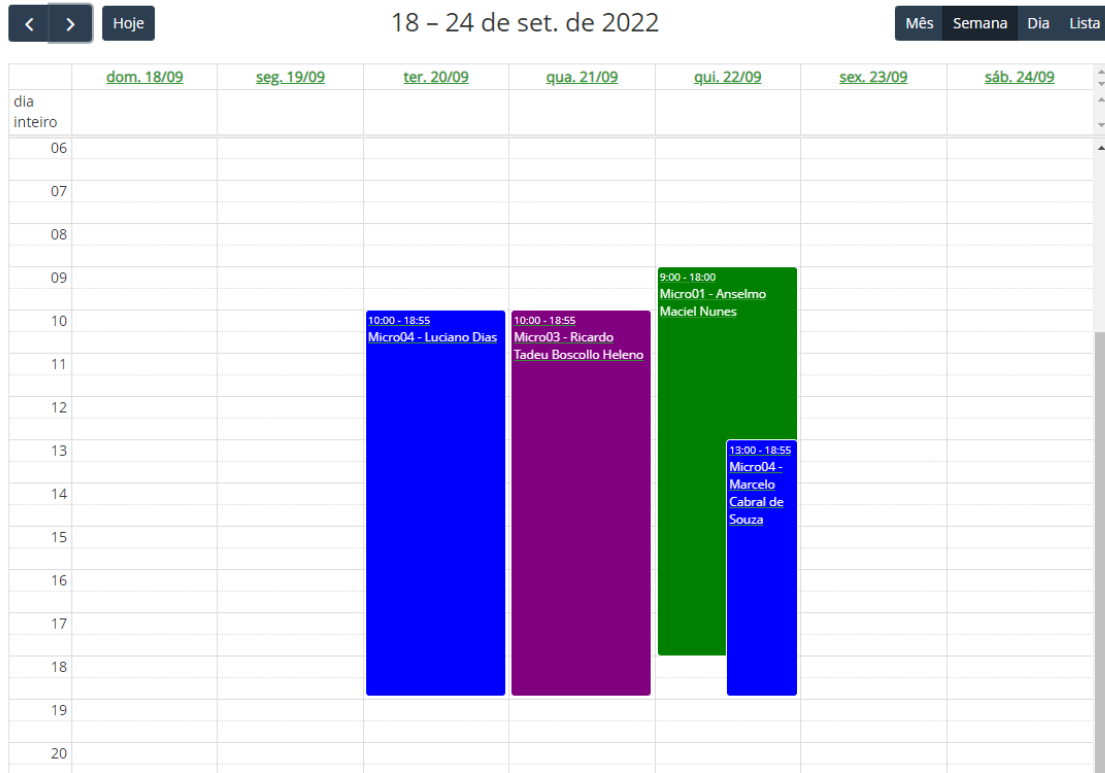 Hoje
18 – 24 de set. de 2022
Mês Semana Dia Lista
dom. 18/09 seg. 19/09 ter. 20/09 qua. 21/09 qui. 22/09 sex. 23/09 sáb. 24/09
dia
inteiro
06
07
08
09
10
11
12
13
14
15
16
17
18
19
20
10:00 - 18:55
Micro04 - Luciano Dias
10:00 - 18:55
Micro03 - Ricardo
Tadeu Boscollo Heleno
9:00 - 18:00
Micro01 - Anselmo
Maciel Nunes
13:00 - 18:55
Micro04 -
Marcelo
Cabral de
Souza